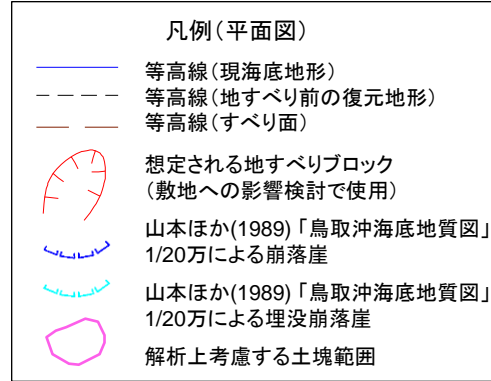 凡例(平面図)
等高線(現海底地形)
等高線(地すべり前の復元地形)
等高線(すべり面)
想定される地すべりブロック
(敷地への影響検討で使用)
山本ほか(1989)「鳥取沖海底地質図」
1/20万による崩落崖
山本ほか(1989)「鳥取沖海底地質図」
1/20万による埋没崩落崖
解析上考慮する土塊範囲